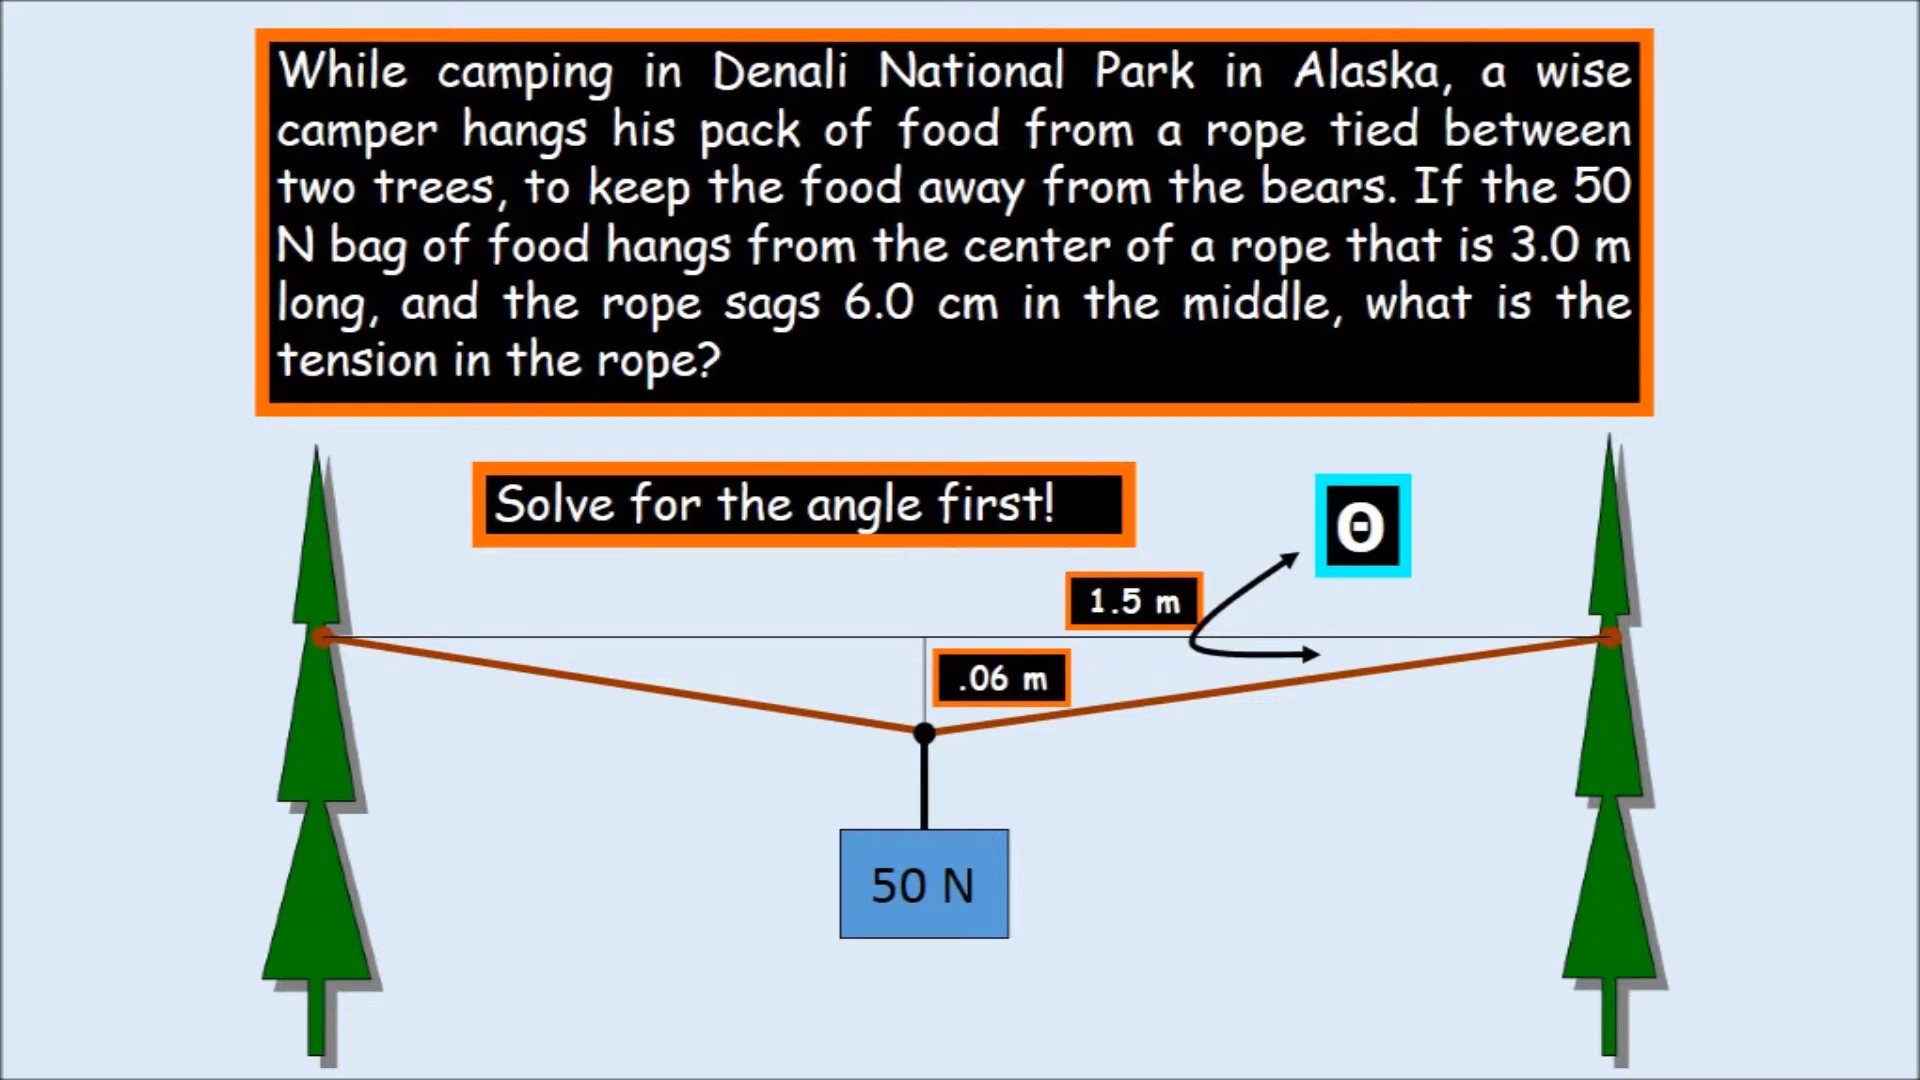 While camping in Denali National Park in Alaska, a wise
camper hangs his pack of food from a rope tied between
two trees, to keep the food away from the bears. If the 50
N bag of food hangs from the center of a rope that is 3.0 m
long, and the rope sags 6.0 cm in the middle, what is the
tension in the rope?
Solve for the angle first!
Θ
1.5 m
.06 m
50 N